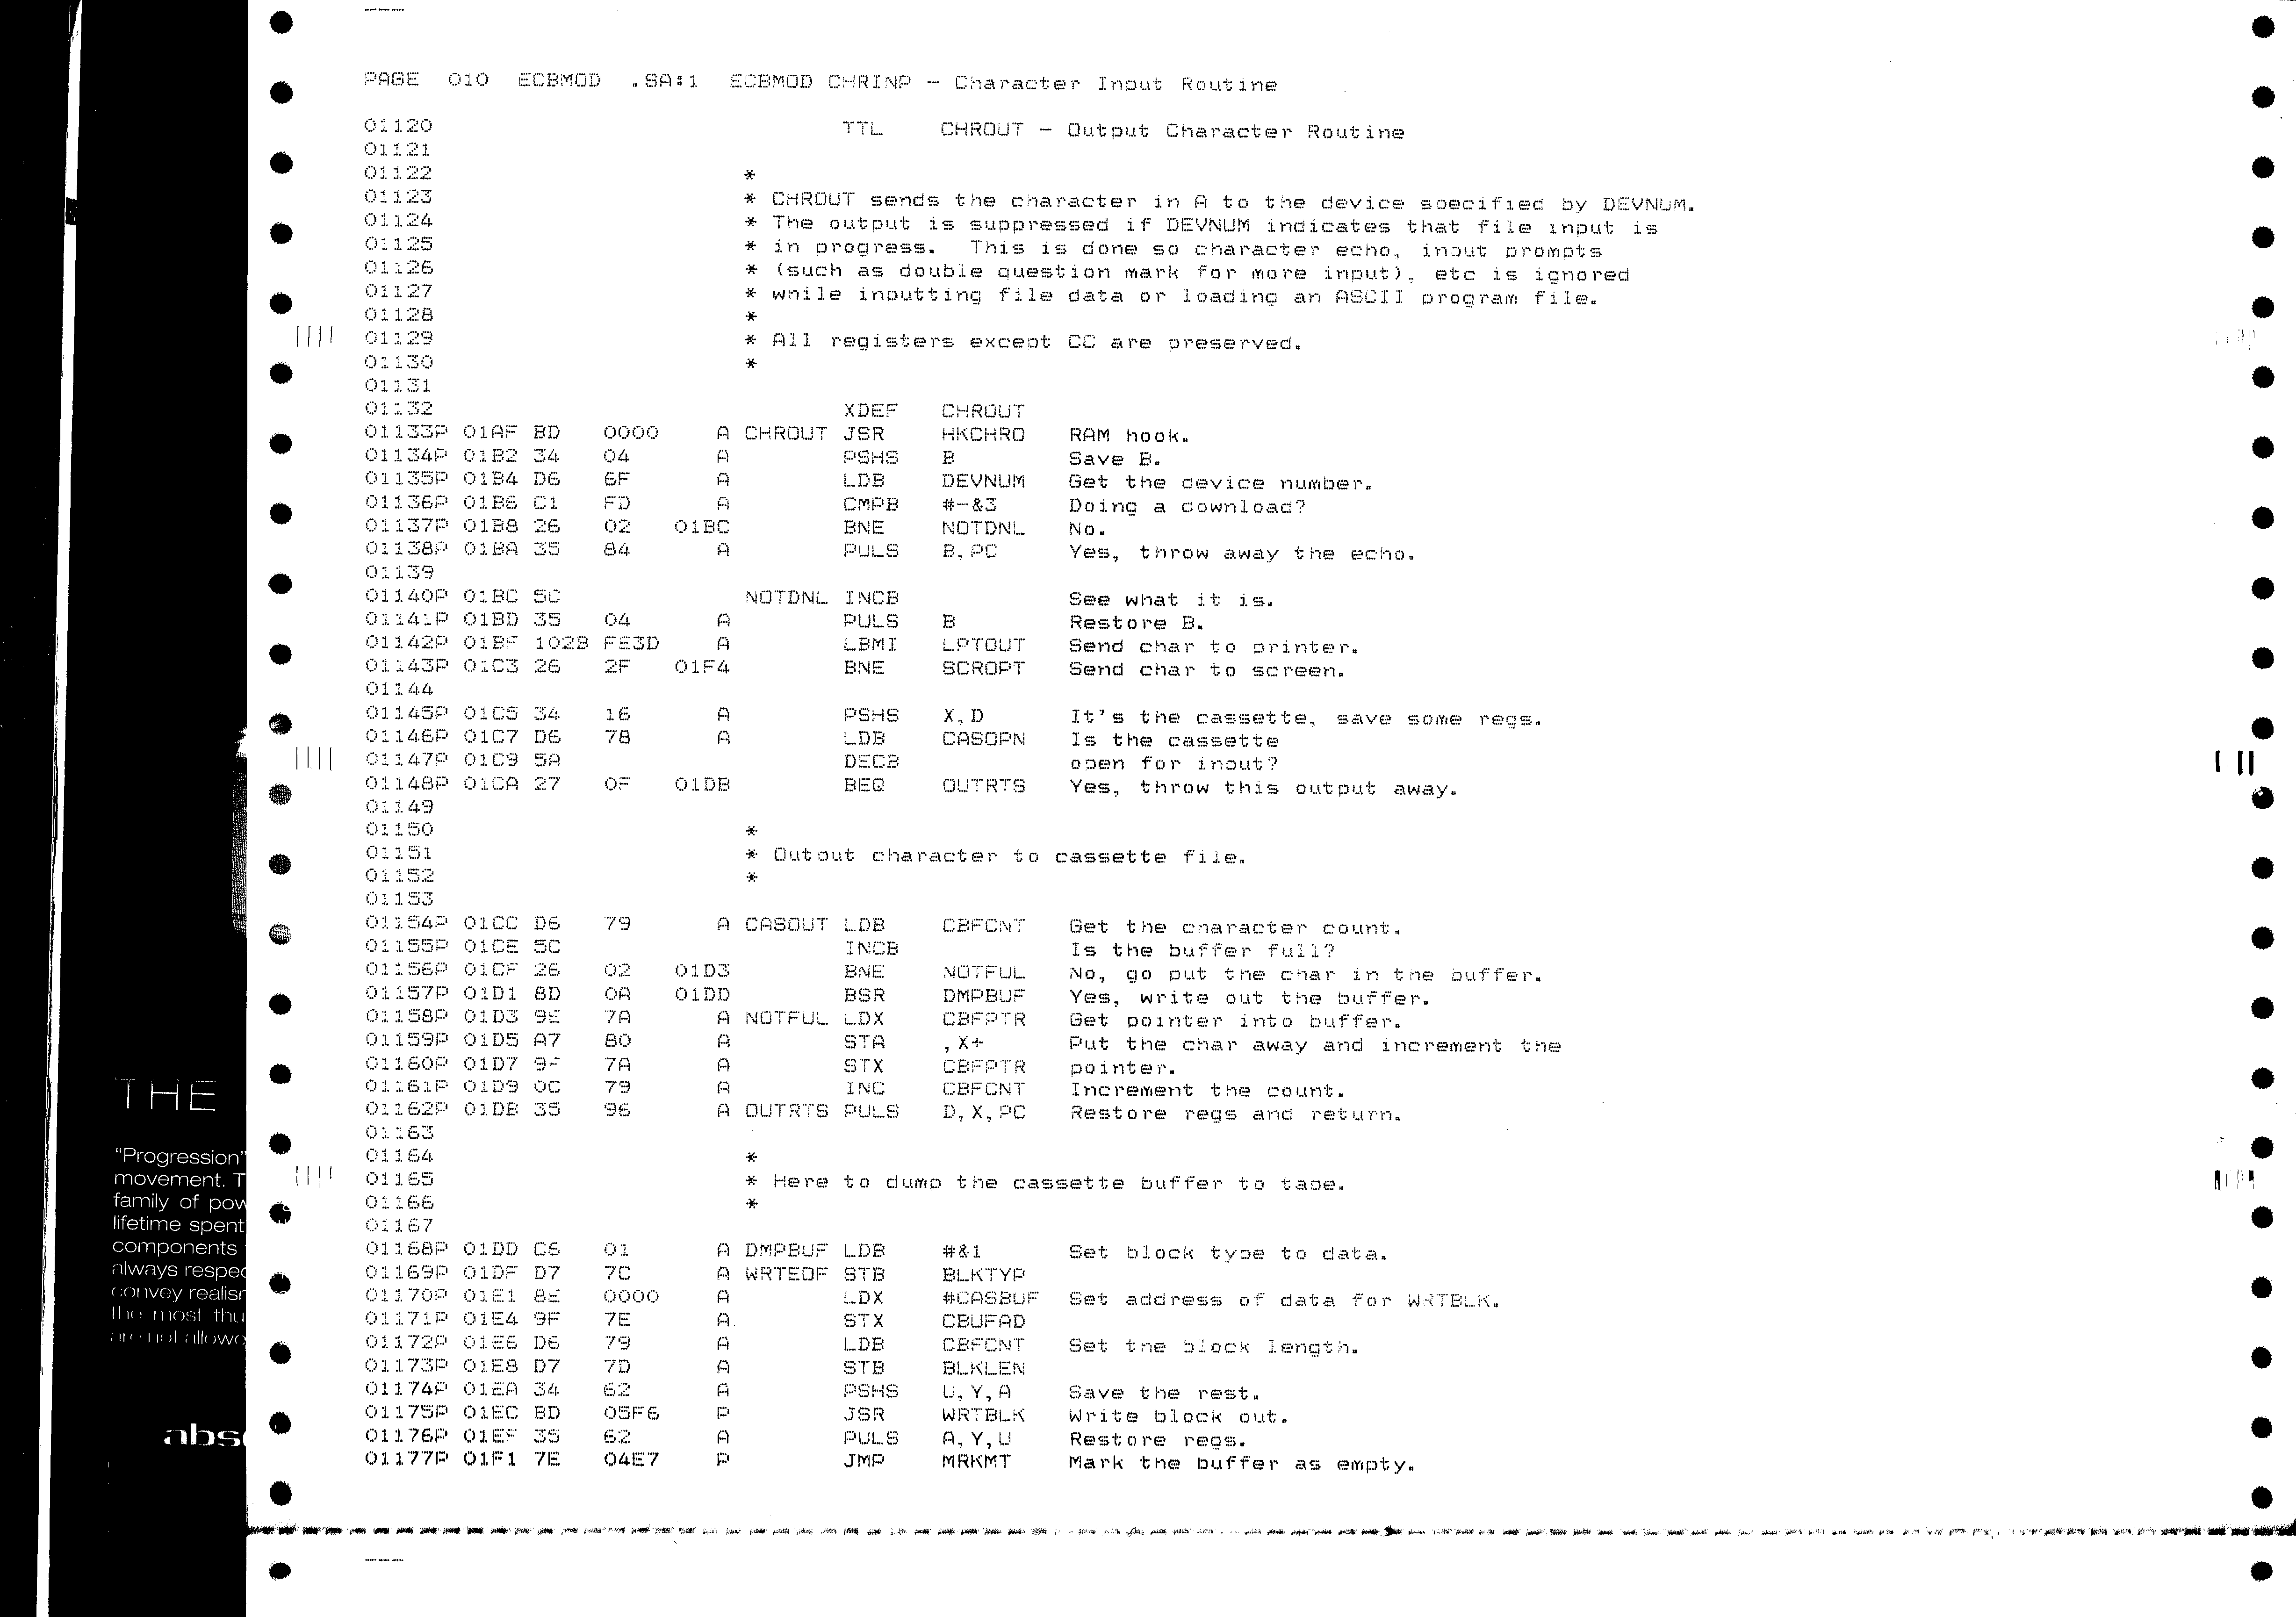 PAGE  010  ECBMOD  .SA:1  ECBMOD CHRINP - Character Input Routine
01120                             TTL    CHROUT - Output Character Routine
01121
01122                      *
01123                      * CHROUT sends the character in A to the device specified by DEVNUM.
01124                      * The output is suppressed if DEVNUM indicates that file input is
01125                      * in progress.  This is done so character echo, input prompts
01126                      * (such as double question mark for more input), etc is ignored
01127                      * while inputting file data or loading an ASCII program file.
01128                      *
01129                      * All registers except CC are preserved.
01130                      *
01131
01132                             XDEF   CHROUT
01133P 01AF BD   0000    A CHROUT JSR    HKCHRO   RAM hook.
01134P 01B2 34   04      A        PSHS   B        Save B.
01135P 01B4 D6   6F      A        LDB    DEVNUM   Get the device number.
01136P 01B6 C1   FD      A        CMPB   #-&3     Doing a download?
01137P 01B8 26   02   01BC        BNE    NOTDNL   No.
01138P 01BA 35   84      A        PULS   B,PC     Yes, throw away the echo.
01139
01140P 01BC 5C             NOTDNL INCB            See what it is.
01141P 01BD 35   04      A        PULS   B        Restore B.
01142P 01BF 102B FE3D    A        LBMI   LPTOUT   Send char to printer.
01143P 01C3 26   2F   01F4        BNE    SCROPT   Send char to screen.
01144
01145P 01C5 34   16      A        PSHS   X,D      It's the cassette, save some regs.
01146P 01C7 D6   78      A        LDB    CASOPN   Is the cassette
01147P 01C9 5A                    DECB            open for input?
01148P 01CA 27   0F   01DB        BEQ    OUTRTS   Yes, throw this output away.
01149
01150                      *
01151                      * Output character to cassette file.
01152                      *
01153
01154P 01CC D6   79      A CASOUT LDB    CBFCNT   Get the character count.
01155P 01CE 5C                    INCB            Is the buffer full?
01156P 01CF 26   02   01D3        BNE    NOTFUL   No, go put the char in the buffer.
01157P 01D1 8D   0A   01DD        BSR    DMPBUF   Yes, write out the buffer.
01158P 01D3 9E   7A      A NOTFUL LDX    CBFPTR   Get pointer into buffer.
01159P 01D5 A7   80      A        STA    ,X+      Put the char away and increment the
01160P 01D7 9F   7A      A        STX    CBFPTR   pointer.
01161P 01D9 0C   79      A        INC    CBFCNT   Increment the count.
01162P 01DB 35   96      A OUTRTS PULS   D,X,PC   Restore regs and return.
01163
01164                      *
01165                      * Here to dump the cassette buffer to tape.
01166                      *
01167
01168P 01DD C6   01      A DMPBUF LDB    #&1      Set block type to data.
01169P 01DF D7   7C      A WRTEOF STB    BLKTYP
01170P 01E1 8E   0000    A        LDX    #CASBUF  Set address of data for WRTBLK.
01171P 01E4 9F   7E      A        STX    CBUFAD
01172P 01E6 D6   79      A        LDB    CBFCNT   Set the block length.
01173P 01E8 D7   7D      A        STB    BLKLEN
01174P 01EA 34   62      A        PSHS   U,Y,A    Save the rest.
01175P 01EC BD   05F6    P        JSR    WRTBLK   Write block out.
01176P 01EF 35   62      A        PULS   A,Y,U    Restore regs.
01177P 01F1 7E   04E7    P        JMP    MRKMT    Mark the buffer as empty.
THE
"Progression"
movement. T
family of pow
lifetime spent
components
always respec
convey realisr
the most thu
are not allowe
abso